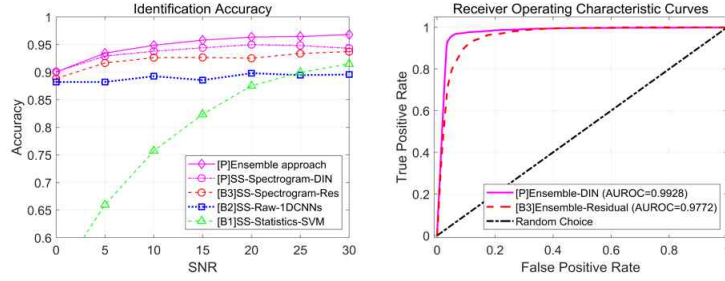 Identification Accuracy
1
0.95
0.9
0.85
0.8
0.75
0.7
0.65
0.6
Accuracy
0 5 10 15 20 25 30
SNR
[P]Ensemble approach
[P]SS-Spectrogram-DIN
[B3]SS-Spectrogram-Res
[B2]SS-Raw-1DCNNs
[B1]SS-Statistics-SVM
Receiver Operating Characteristic Curves
1
0.8
0.6
0.4
0.2
0
True Positive Rate
0 0.2 0.4 0.6 0.8 1
False Positive Rate
[P]Ensemble-DIN (AUROC=0.9928)
[B3]Ensemble-Residual (AUROC=0.9772)
Random Choice